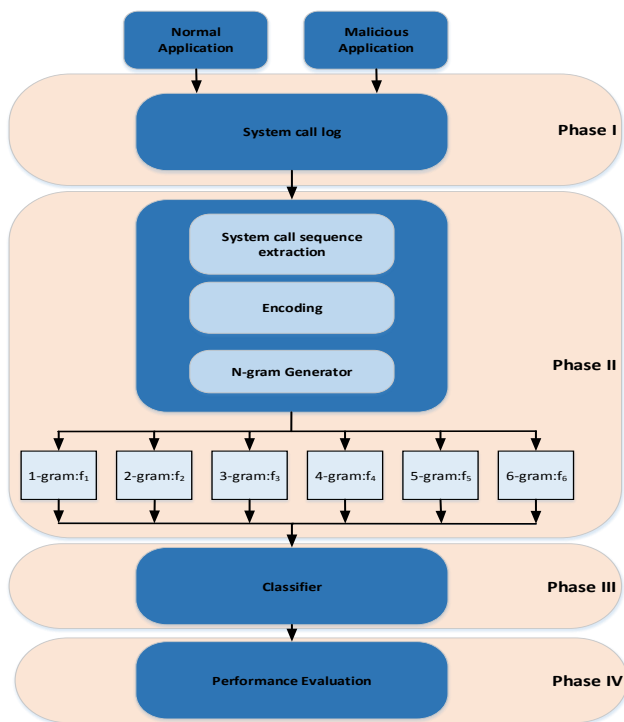 Normal
Application
Malicious
Application
System call log
Phase I
System call sequence
extraction
Encoding
N-gram Generator
Phase II
1-gram:f₁
2-gram:f₂
3-gram:f₃
4-gram:f₄
5-gram:f₅
6-gram:f₆
Classifier
Phase III
Performance Evaluation
Phase IV